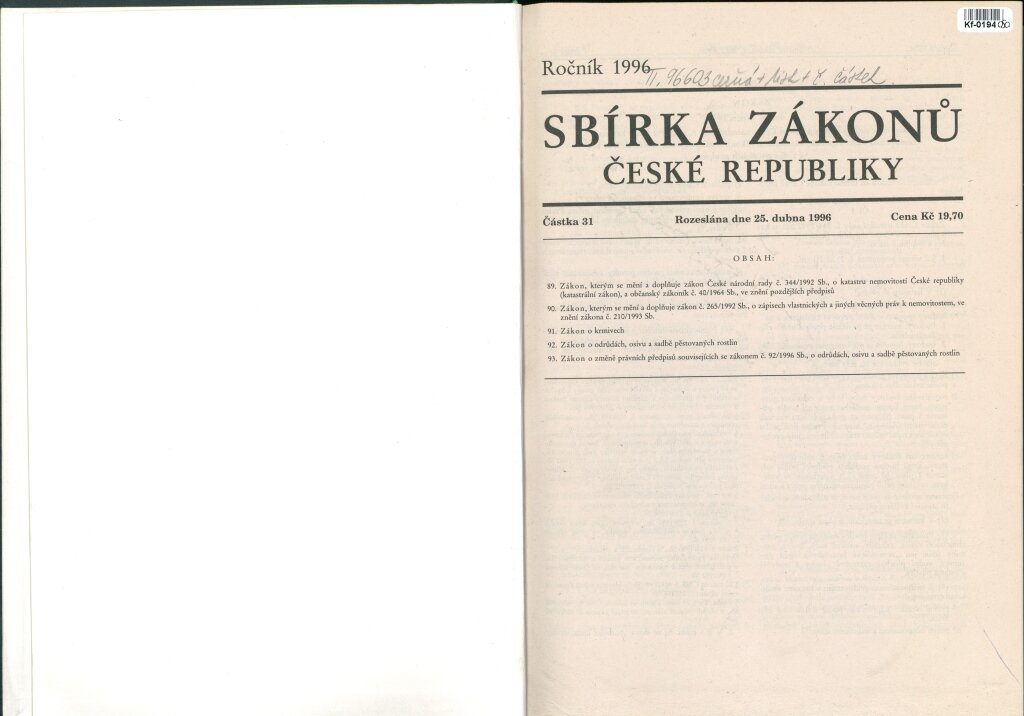 Kf-0194
Ročník 1996
II. 96603 + + č. částek
SBÍRKA ZÁKONŮ
ČESKÉ REPUBLIKY
Částka 31 Rozeslána dne 25. dubna 1996 Cena Kč 19,70
OBSAH:
89. Zákon, kterým se mění a doplňuje zákon České národní rady č. 344/1992 Sb., o katastru nemovitostí České republiky
(katastrální zákon), a občanský zákoník č. 40/1964 Sb., ve znění pozdějších předpisů
90. Zákon, kterým se mění a doplňuje zákon č. 265/1992 Sb., o zápisech vlastnických a jiných věcných práv k nemovitostem, ve
znění zákona č. 210/1993 Sb.
91. Zákon o krmivech
92. Zákon o odrůdách, osivu a sadbě pěstovaných rostlin
93. Zákon o změně právních předpisů souvisejících se zákonem č. 92/1996 Sb., o odrůdách, osivu a sadbě pěstovaných rostlin